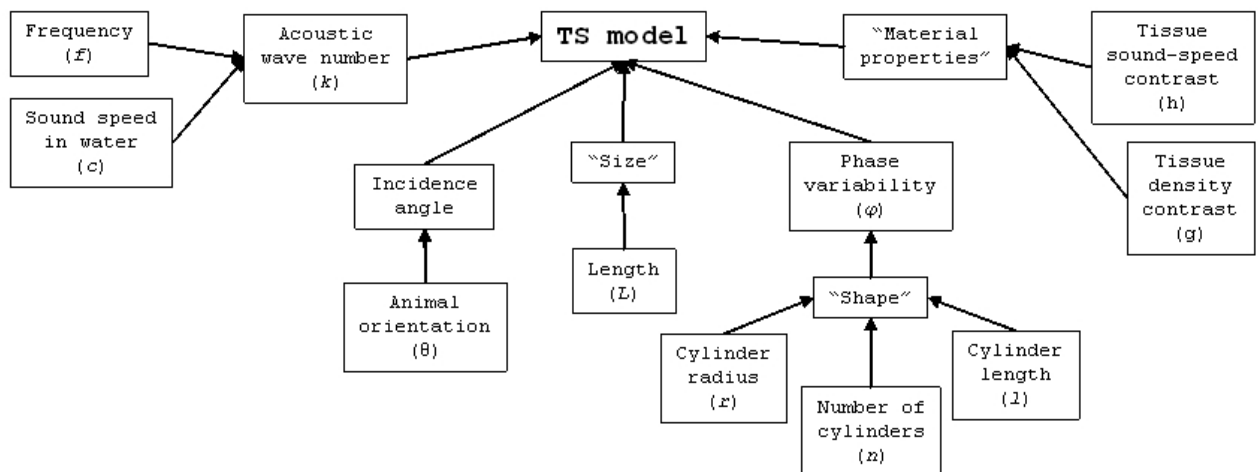 Frequency
(f)
Sound speed
in water
(c)
Acoustic
wave number
(k)
TS model
“Material
properties”
Tissue
sound-speed
contrast
(h)
Tissue
density
contrast
(g)
Incidence
angle
Animal
orientation
(θ)
“Size”
Length
(L)
Phase
variability
(φ)
“Shape”
Cylinder
radius
(r)
Number of
cylinders
(n)
Cylinder
length
(l)